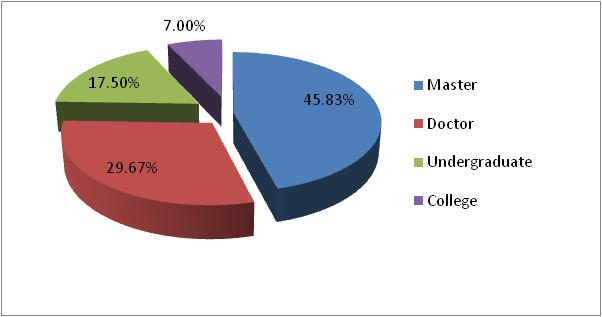 7.00%
17.50%
45.83%
29.67%
Master
Doctor
Undergraduate
College